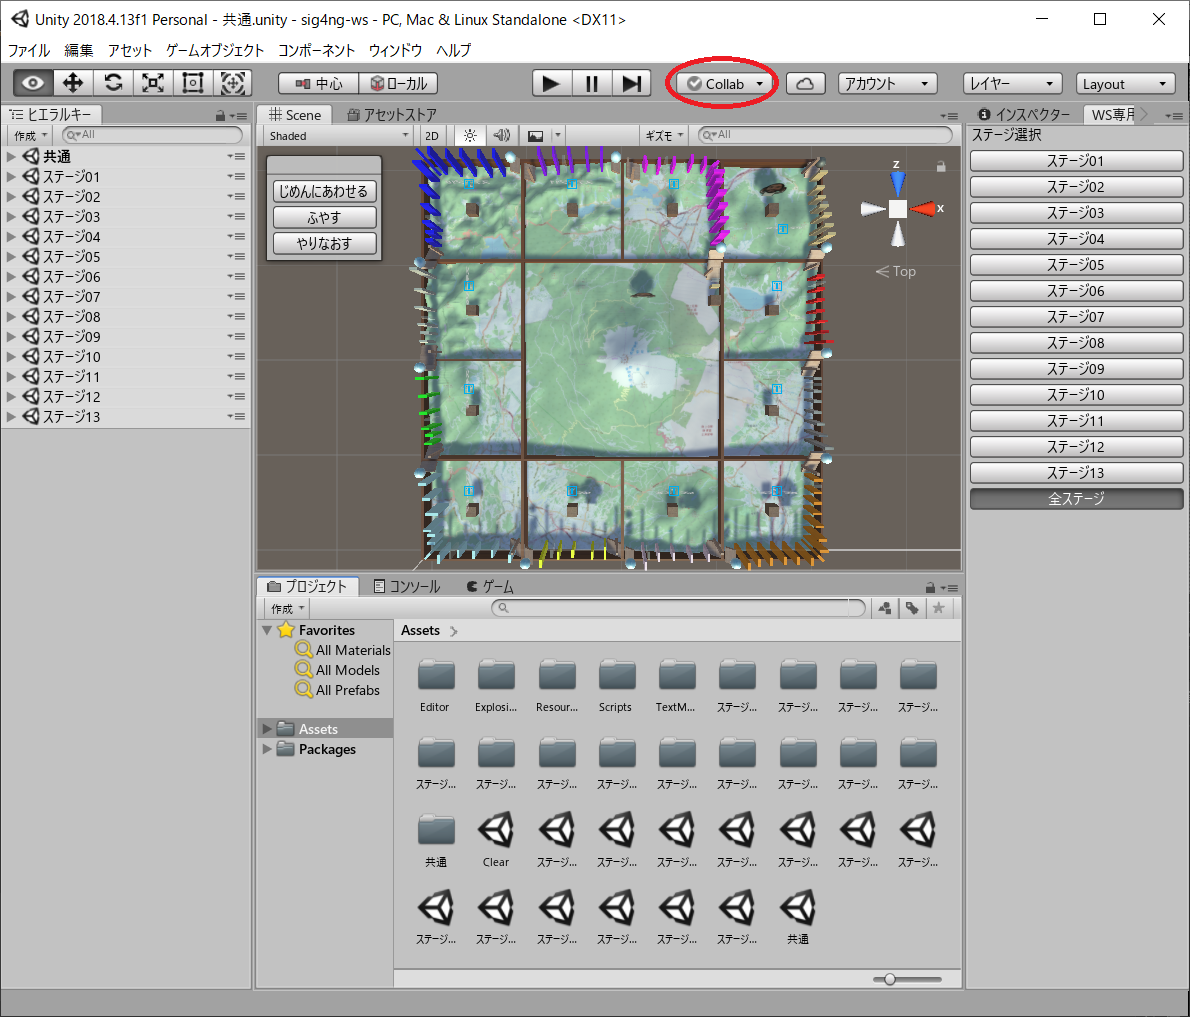 Unity 2018.4.13f1 Personal - 共通.unity - sig4ng-ws - PC, Mac & Linux Standalone <DX11>
ファイル 編集 アセット ゲームオブジェクト コンポーネント ウィンドウ ヘルプ
中心 ローカル Collab アカウント レイヤー Layout
ヒエラルキー
作成 All
共通
ステージ01
ステージ02
ステージ03
ステージ04
ステージ05
ステージ06
ステージ07
ステージ08
ステージ09
ステージ10
ステージ11
ステージ12
ステージ13
Scene アセットストア
Shaded 2D ギズモ All
じめんにあわせる
ふやす
やりなおす
z
x
Top
インスペクター WS専用
ステージ選択
ステージ01
ステージ02
ステージ03
ステージ04
ステージ05
ステージ06
ステージ07
ステージ08
ステージ09
ステージ10
ステージ11
ステージ12
ステージ13
全ステージ
プロジェクト コンソール ゲーム
作成
Favorites
All Materials
All Models
All Prefabs
Assets
Packages
Assets
Editor Explosi... Resour... Scripts TextM... ステージ... ステージ... ステージ... ステージ...
ステージ... ステージ... ステージ... ステージ... ステージ... ステージ... ステージ... ステージ... ステージ...
共通 Clear ステージ... ステージ... ステージ... ステージ... ステージ... ステージ... ステージ...
ステージ... ステージ... ステージ... ステージ... ステージ... ステージ... 共通